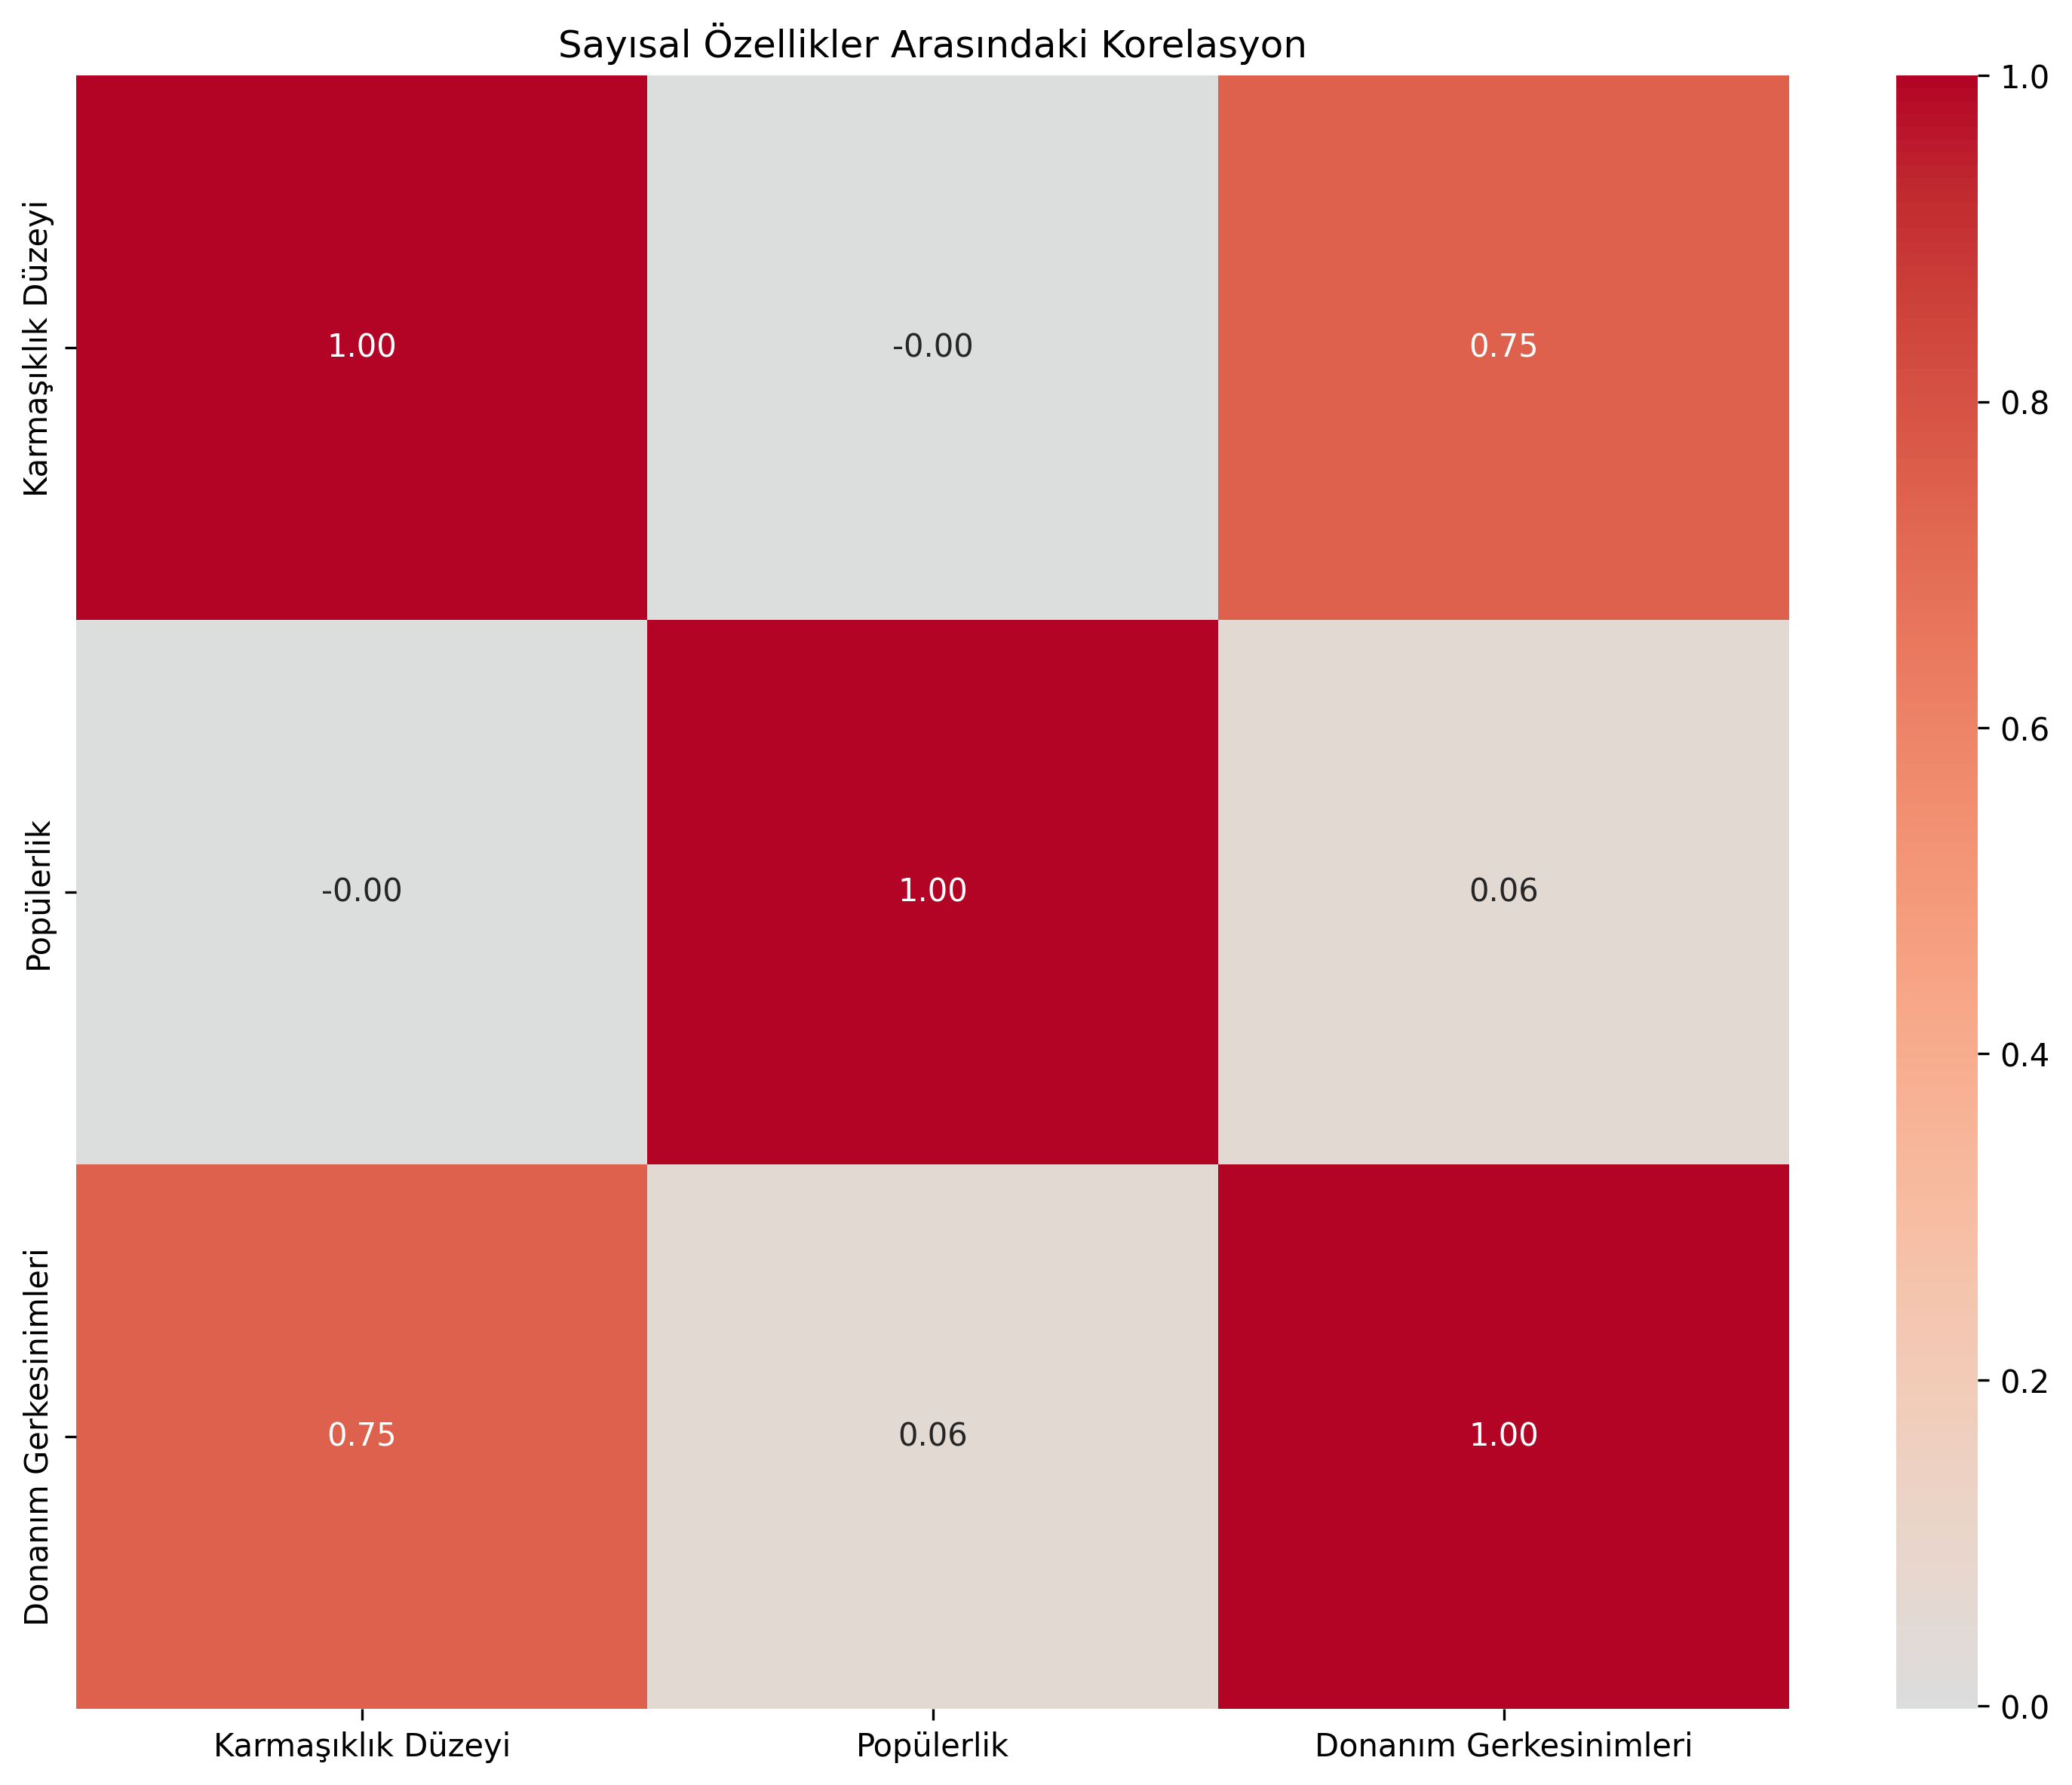 Sayısal Özellikler Arasındaki Korelasyon
Karmaşıklık Düzeyi
1.00
-0.00
0.75
Popülerlik
-0.00
1.00
0.06
Donanım Gerkesinimleri
0.75
0.06
1.00
Karmaşıklık Düzeyi
Popülerlik
Donanım Gerkesinimleri
1.0
0.8
0.6
0.4
0.2
0.0